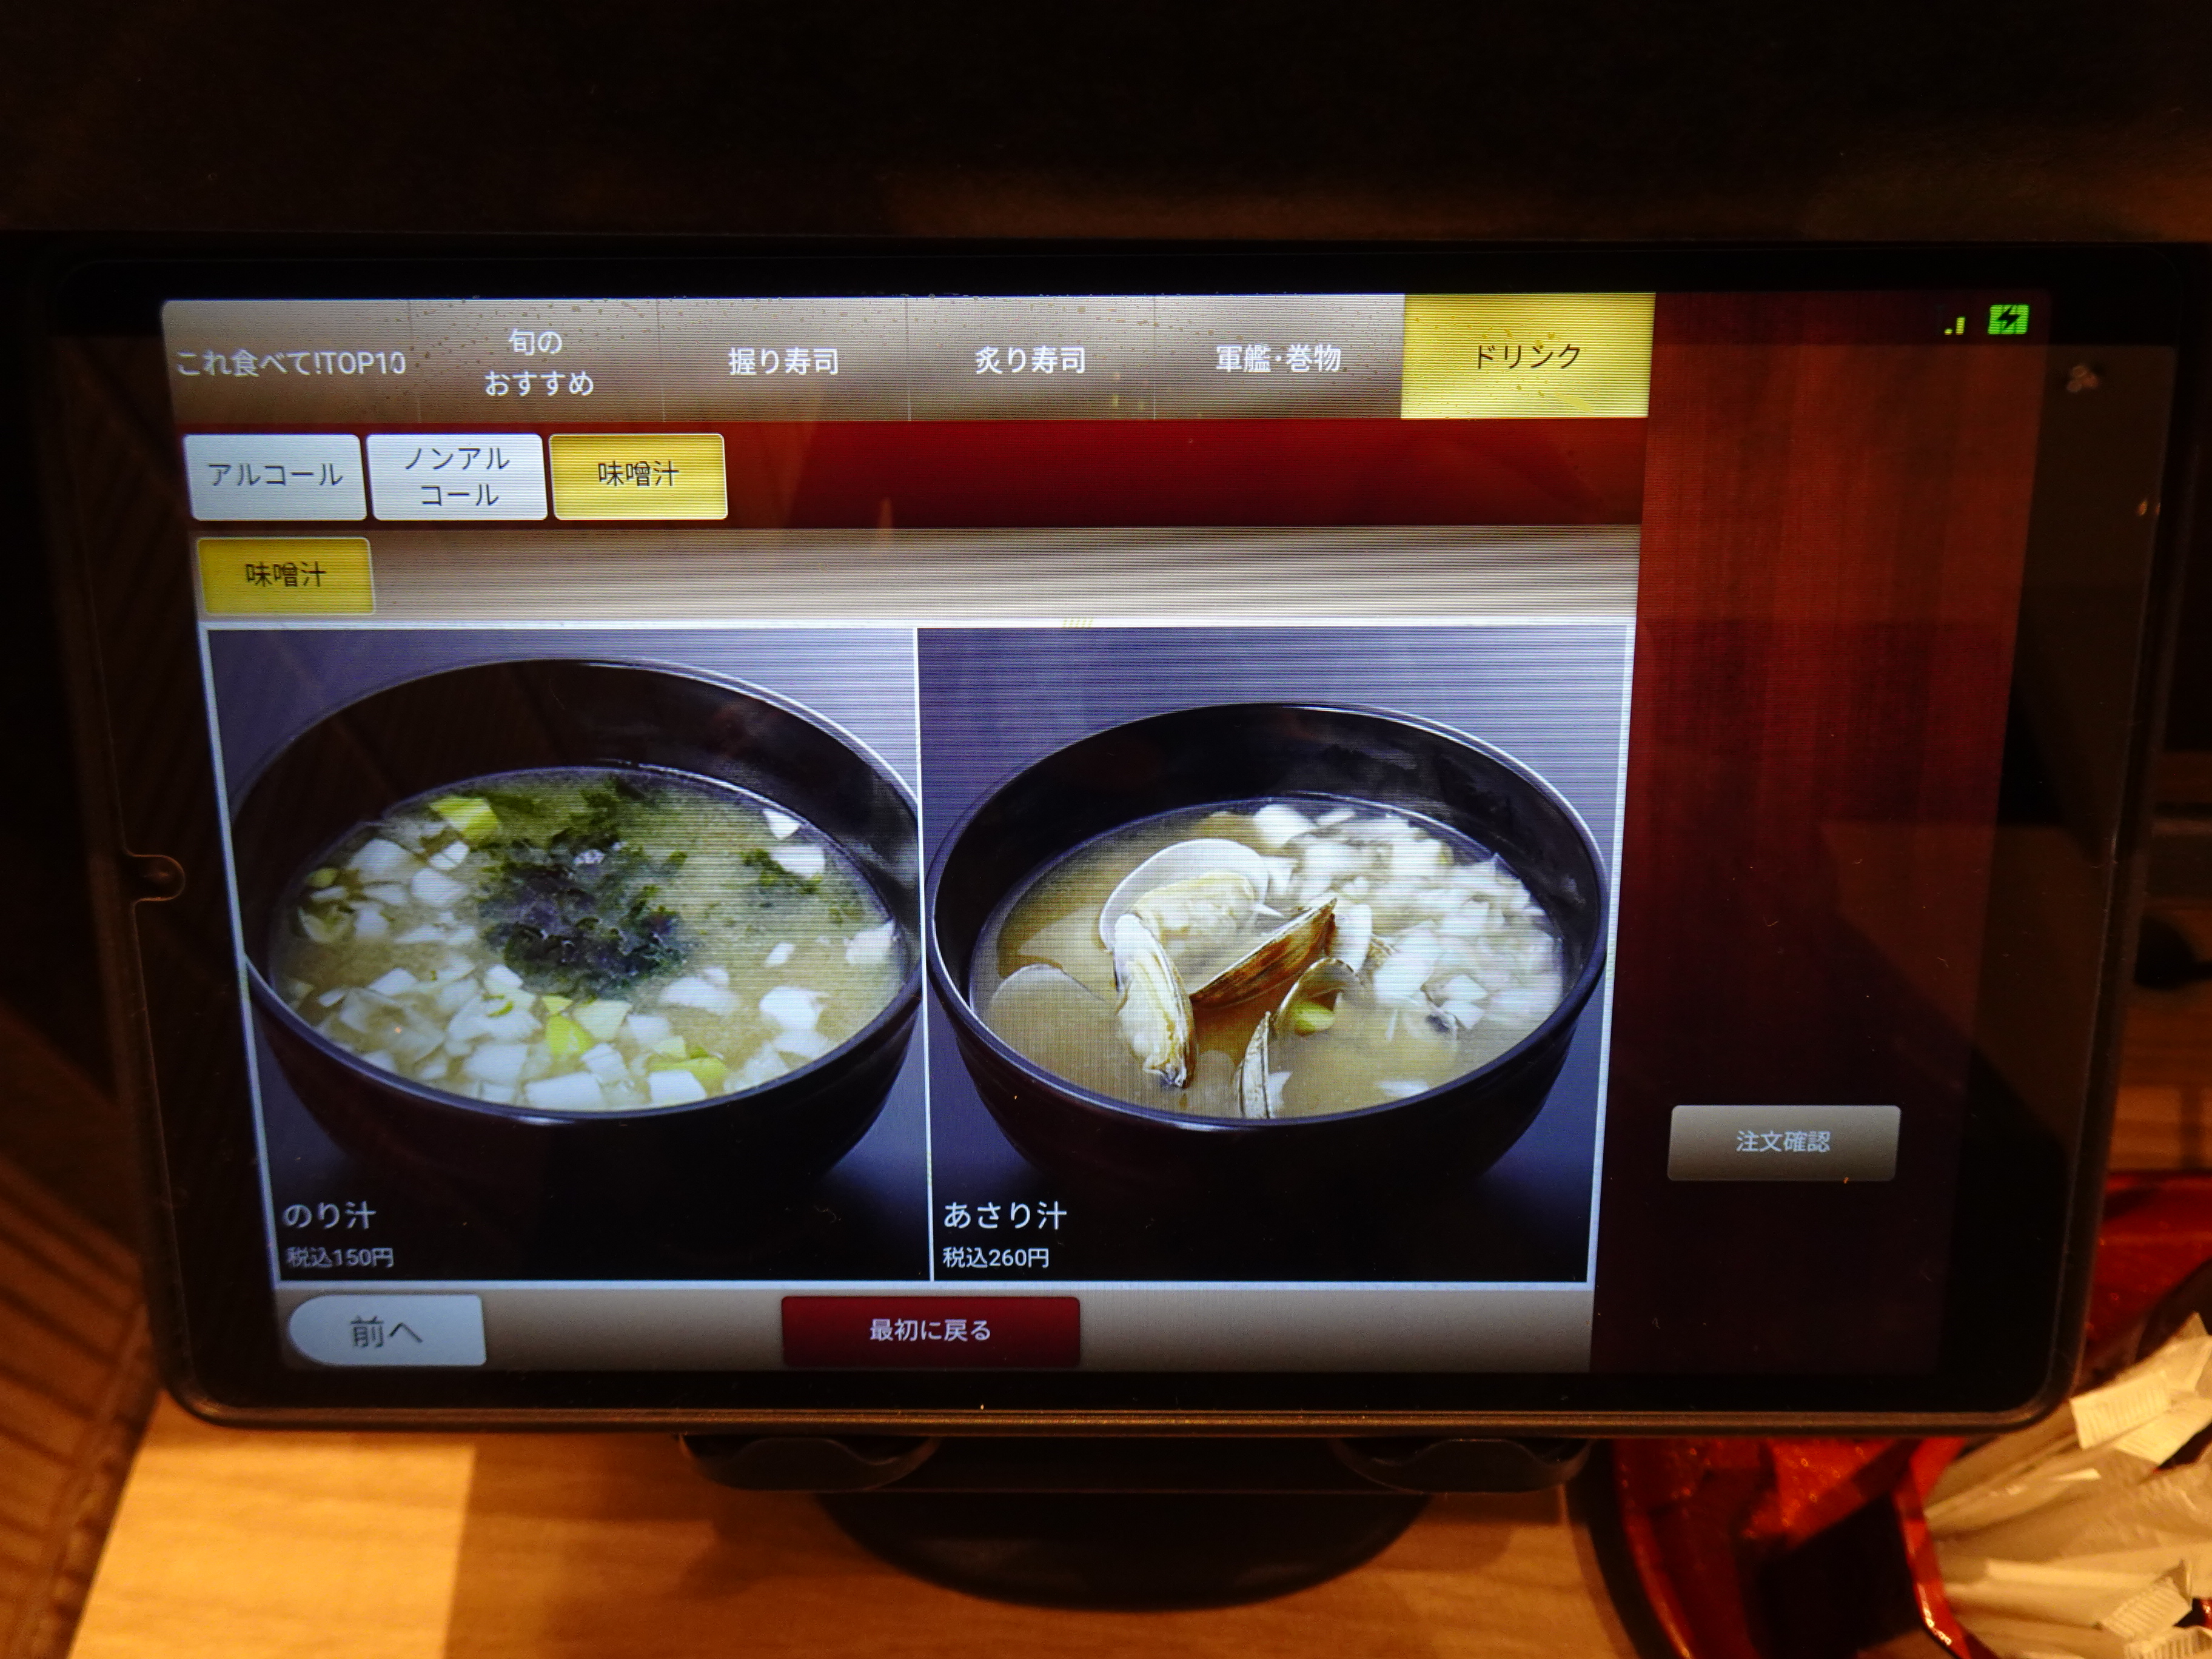 これ食べて!TOP10
旬の
おすすめ
握り寿司
炙り寿司
軍艦・巻物
ドリンク
アルコール
ノンアル
コール
味噌汁
味噌汁
のり汁
税込150円
あさり汁
税込260円
注文確認
前へ
最初に戻る